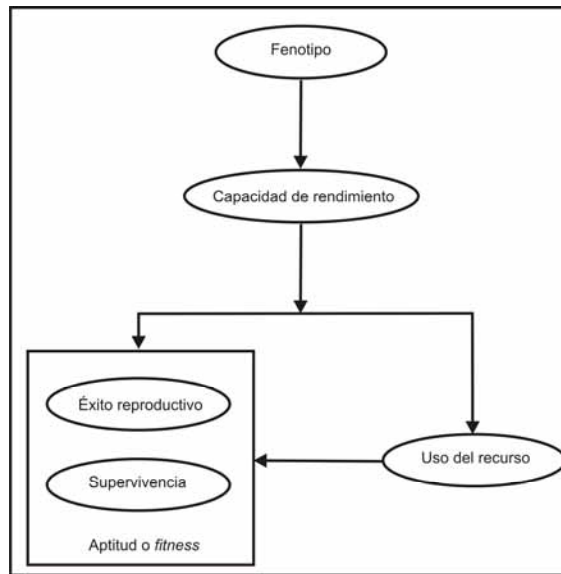 Fenotipo
Capacidad de rendimiento
Éxito reproductivo
Supervivencia
Aptitud o fitness
Uso del recurso